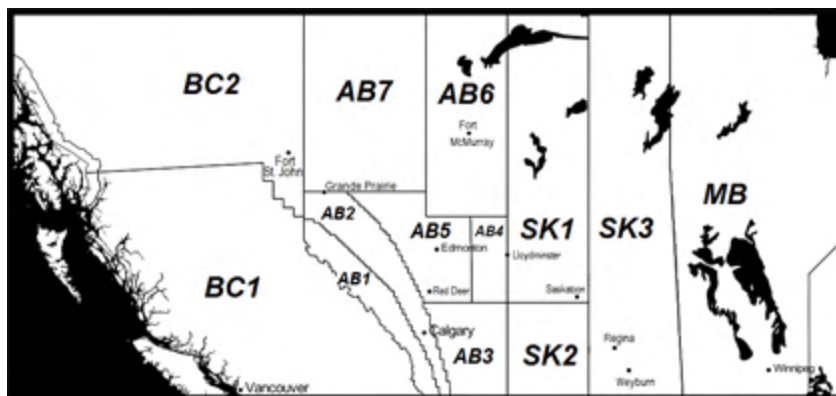 BC2
AB7
AB6
Fort
McMurray
Fort
St. John
Grande Prairie
AB2
AB5
AB4
SK1
SK3
MB
Edmonton
Lloydminster
AB1
BC1
Red Deer
Saskatoon
Calgary
AB3
SK2
Regina
Weyburn
Winnipeg
Vancouver